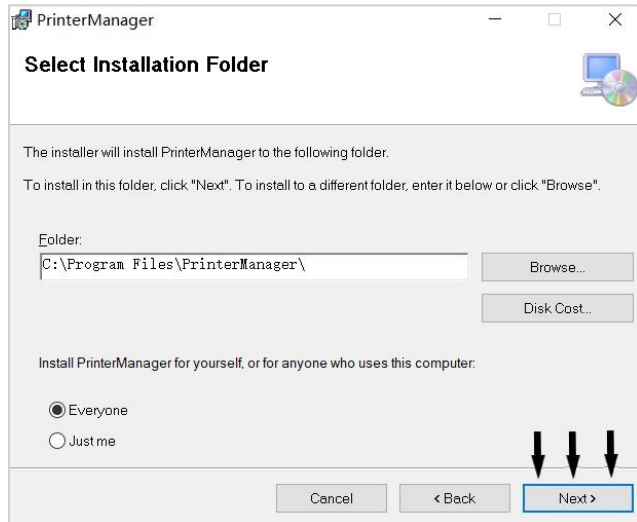 PrinterManager
Select Installation Folder
The installer will install PrinterManager to the following folder.
To install in this folder, click "Next". To install to a different folder, enter it below or click "Browse".
Folder:
C:\Program Files\PrinterManager\
Browse...
Disk Cost...
Install PrinterManager for yourself, or for anyone who uses this computer:
Everyone
Just me
Cancel
< Back
Next >